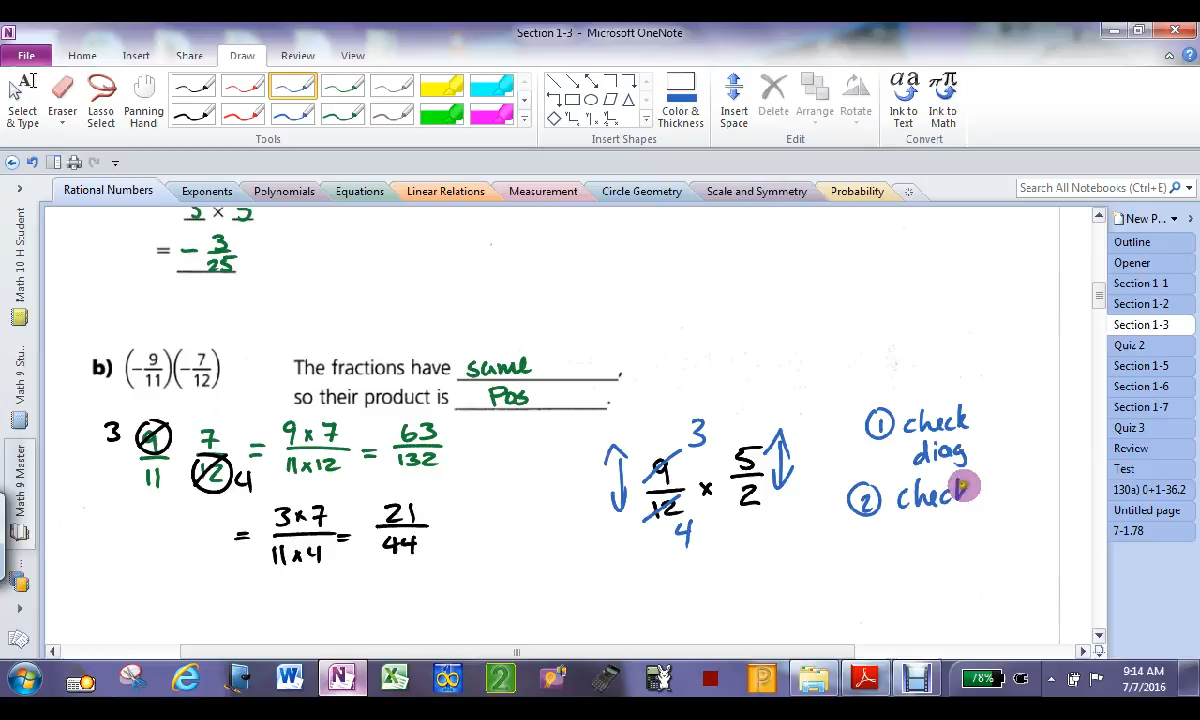 Section 1-3 - Microsoft OneNote
File Home Insert Share Draw Review View
Select & Type
Eraser
Lasso Select
Panning Hand
Color & Thickness
Insert Space
Delete
Arrange
Rotate
Ink to Text
Ink to Math
Tools
Insert Shapes
Edit
Convert
Rational Numbers Exponents Polynomials Equations Linear Relations Measurement Circle Geometry Scale and Symmetry Probability
Search All Notebooks (Ctrl+E)
New P...
Outline
Opener
Section 1-1
Section 1-2
Section 1-3
Quiz 2
Section 1-5
Section 1-6
Section 1-7
Quiz 3
Review
Test
130a) 0+1-36.2
Untitled page
7-1.78
Math 10 H Student
Math 9 Stu...
Math 9 Master
5 × 5
= - 3/25
b) (-9/11)(-7/12) The fractions have same ,
so their product is Pos .
3 9/11 7/12 4 = 9 × 7 / 11 × 12 = 63/132
= 3 × 7 / 11 × 4 = 21/44
3
9/12 × 5/2
4
① check
diag
② check
78%
9:14 AM
7/7/2016